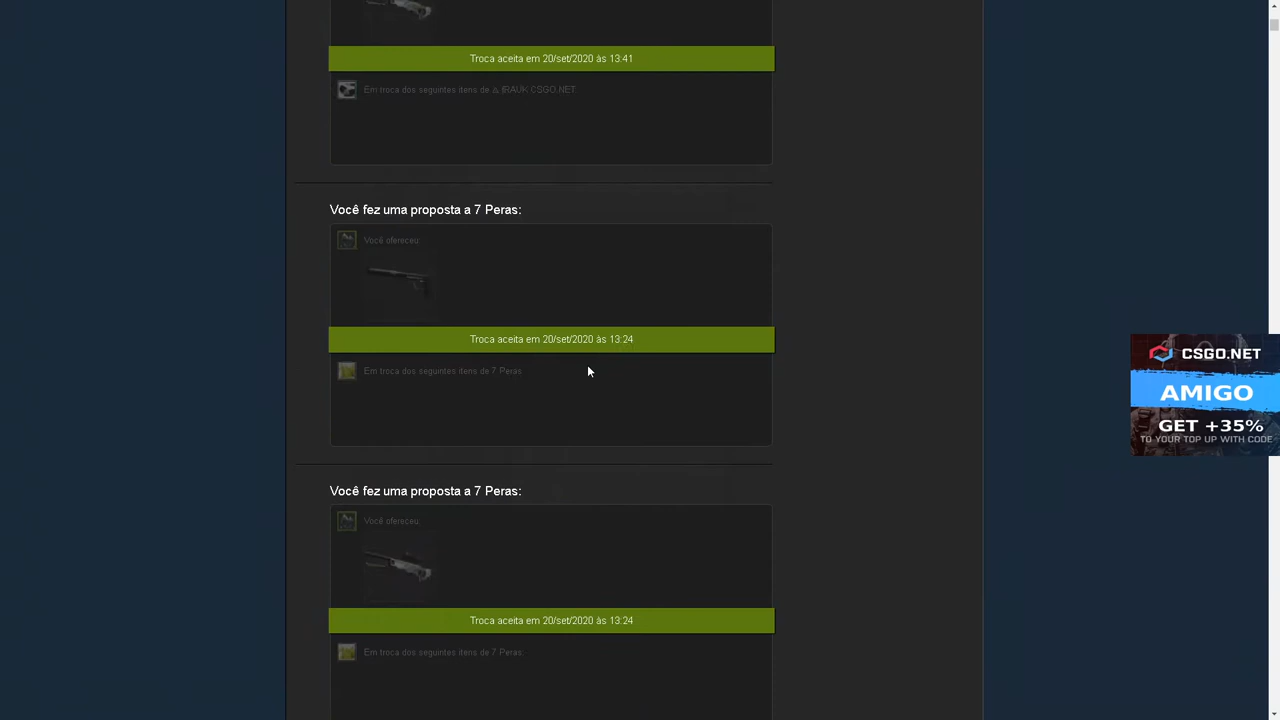 Troca aceita em 20/set/2020 às 13:41
Em troca dos seguintes itens de CSGO.NET
Você fez uma proposta a 7 Peras:
Você ofereceu:
Troca aceita em 20/set/2020 às 13:24
Em troca dos seguintes itens de 7 Peras
CSGO.NET
AMIGO
GET +35%
TO YOUR TOP UP WITH CODE
Você fez uma proposta a 7 Peras:
Você ofereceu:
Troca aceita em 20/set/2020 às 13:24
Em troca dos seguintes itens de 7 Peras: